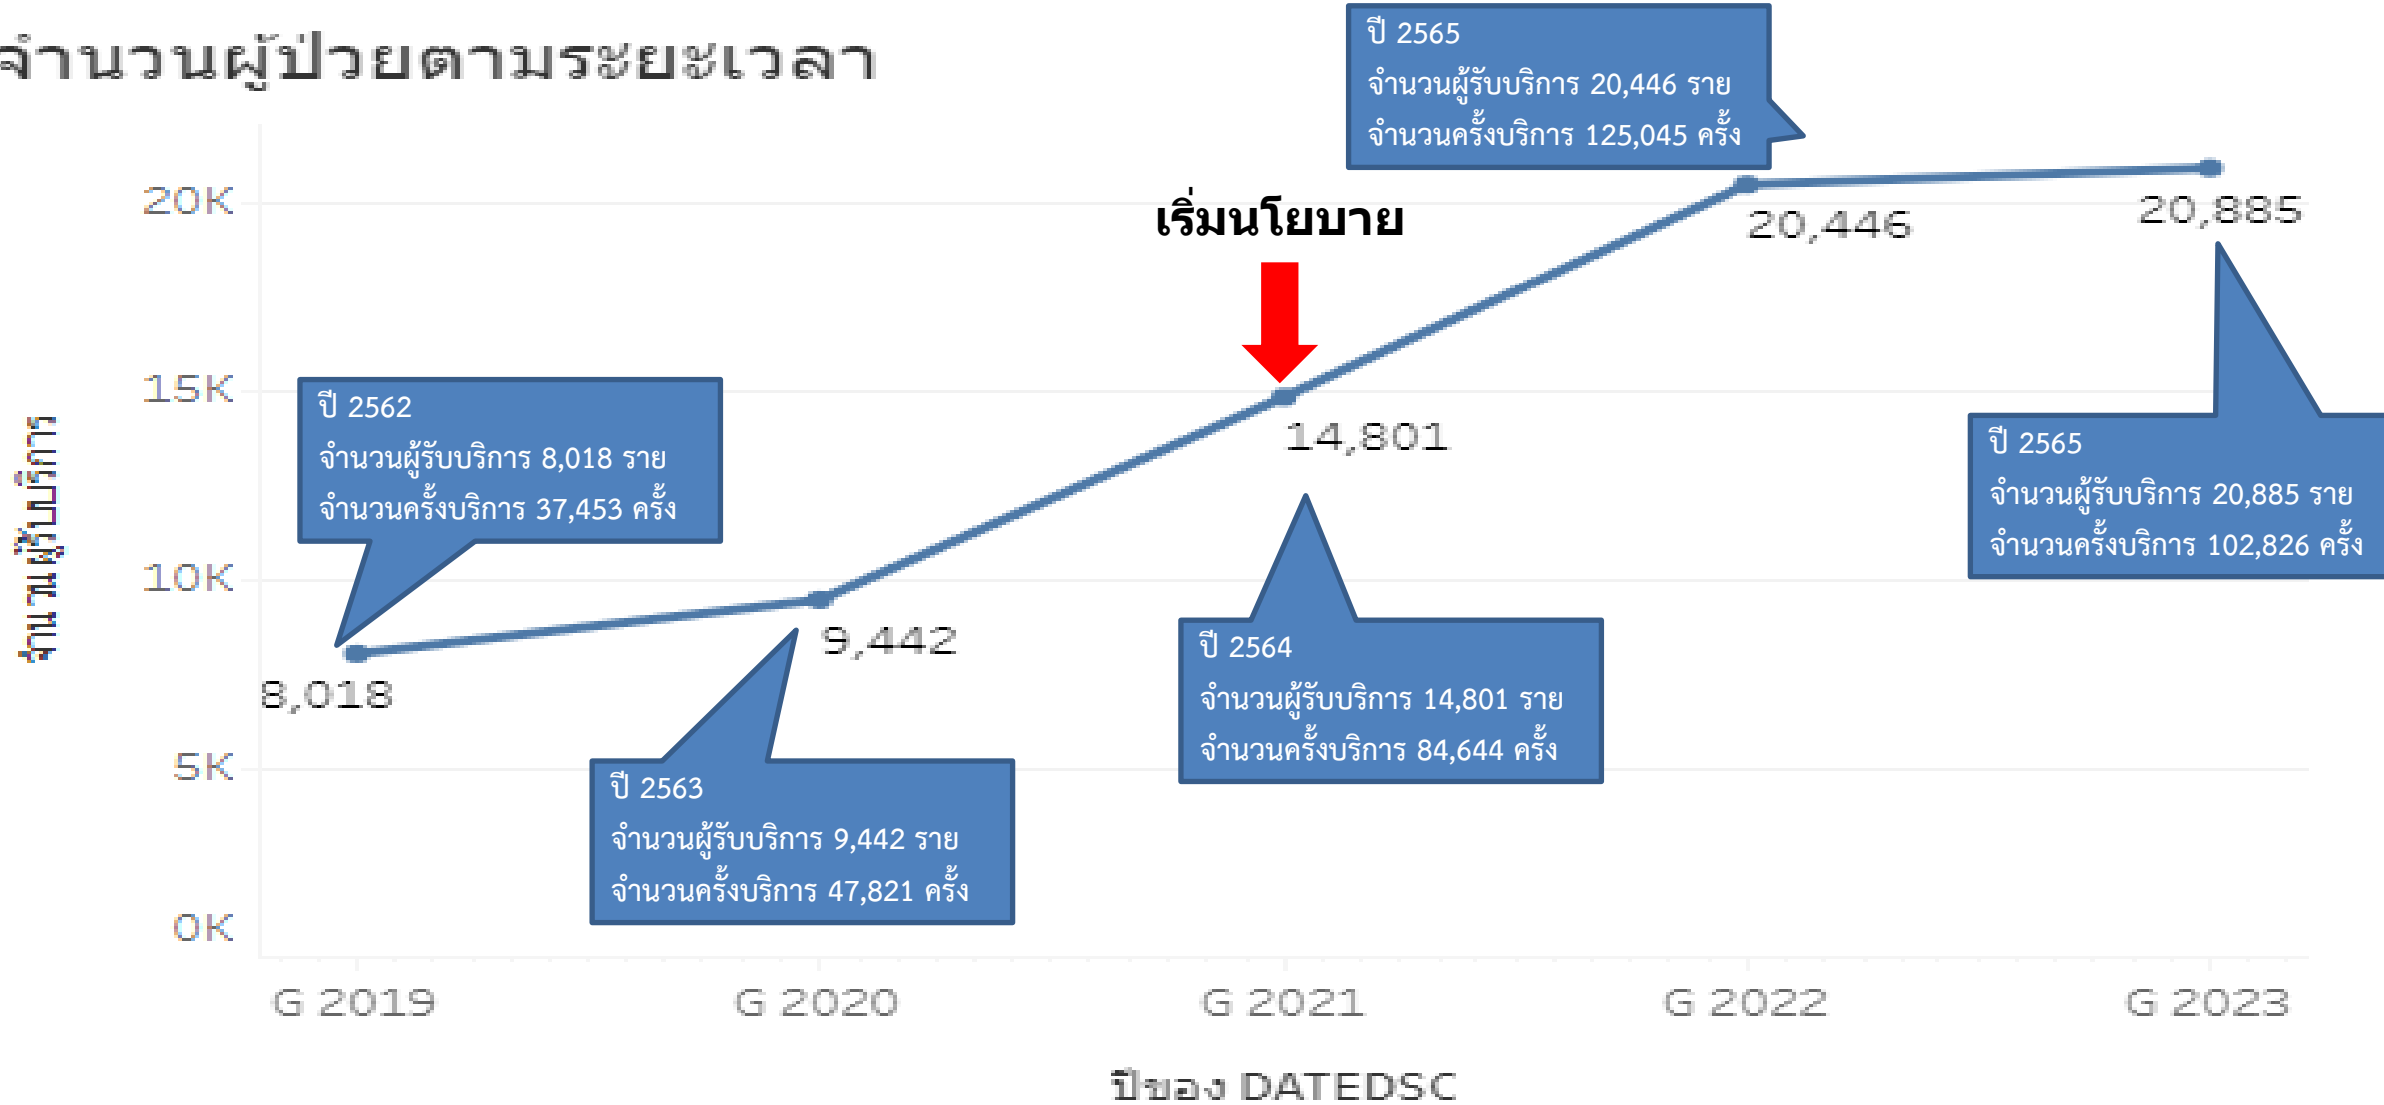 จำนวนผู้ป่วยตามระยะเวลา
ปี 2565
จำนวนผู้รับบริการ 20,446 ราย
จำนวนครั้งบริการ 125,045 ครั้ง
เริ่มนโยบาย
20K
15K
10K
5K
0K
จำนวนผู้รับบริการ
20,446
20,885
14,801
9,442
8,018
ปี 2562
จำนวนผู้รับบริการ 8,018 ราย
จำนวนครั้งบริการ 37,453 ครั้ง
ปี 2565
จำนวนผู้รับบริการ 20,885 ราย
จำนวนครั้งบริการ 102,826 ครั้ง
ปี 2564
จำนวนผู้รับบริการ 14,801 ราย
จำนวนครั้งบริการ 84,644 ครั้ง
ปี 2563
จำนวนผู้รับบริการ 9,442 ราย
จำนวนครั้งบริการ 47,821 ครั้ง
G 2019
G 2020
G 2021
G 2022
G 2023
ปีของ DATEDSC